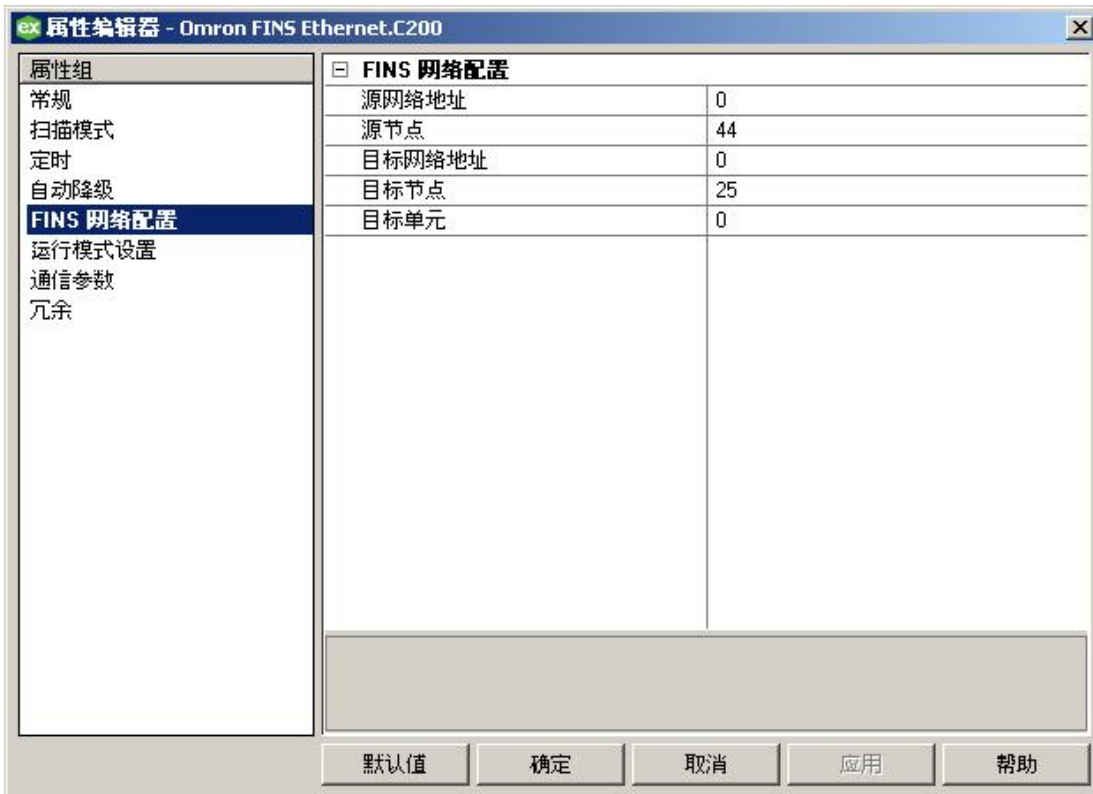 ex 属性编辑器 - Omron FINS Ethernet.C200
属性组
常规
扫描模式
定时
自动降级
FINS 网络配置
运行模式设置
通信参数
冗余
FINS 网络配置
源网络地址 0
源节点 44
目标网络地址 0
目标节点 25
目标单元 0
默认值 确定 取消 应用 帮助